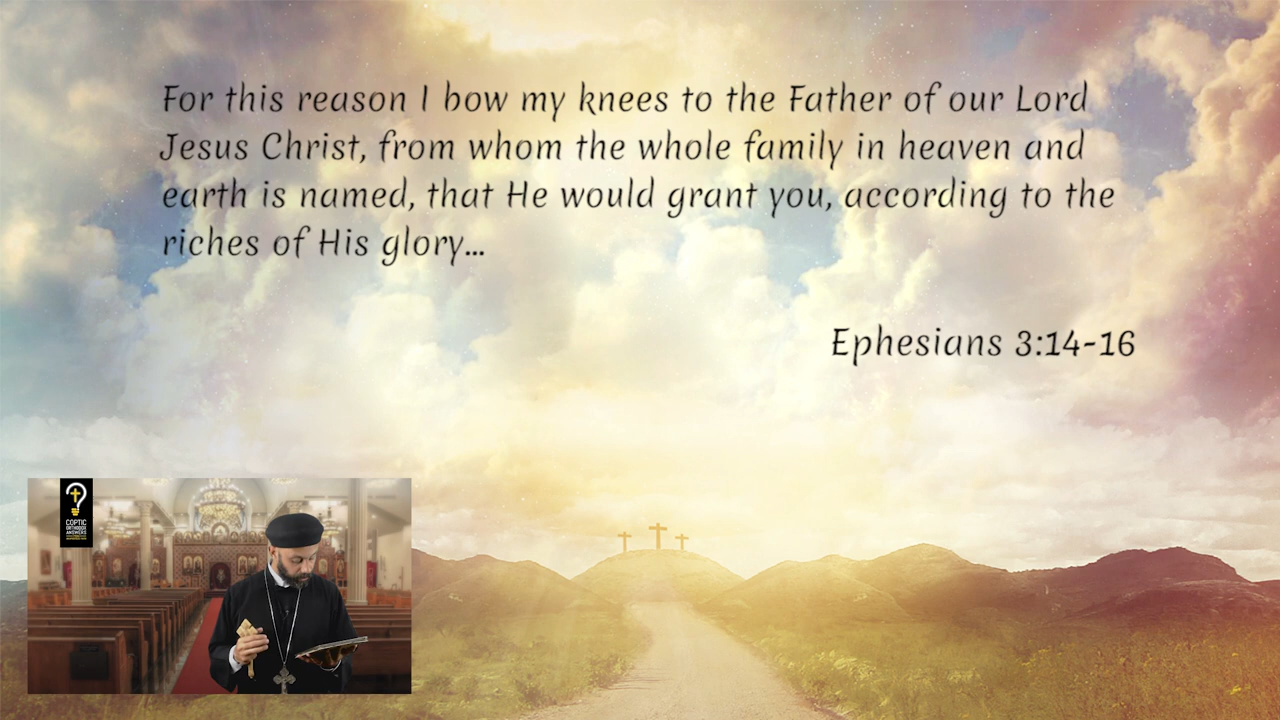 For this reason I bow my knees to the Father of our Lord
Jesus Christ, from whom the whole family in heaven and
earth is named, that He would grant you, according to the
riches of His glory...
Ephesians 3:14-16
?
COPTIC
ORTHODOX
ANSWERS